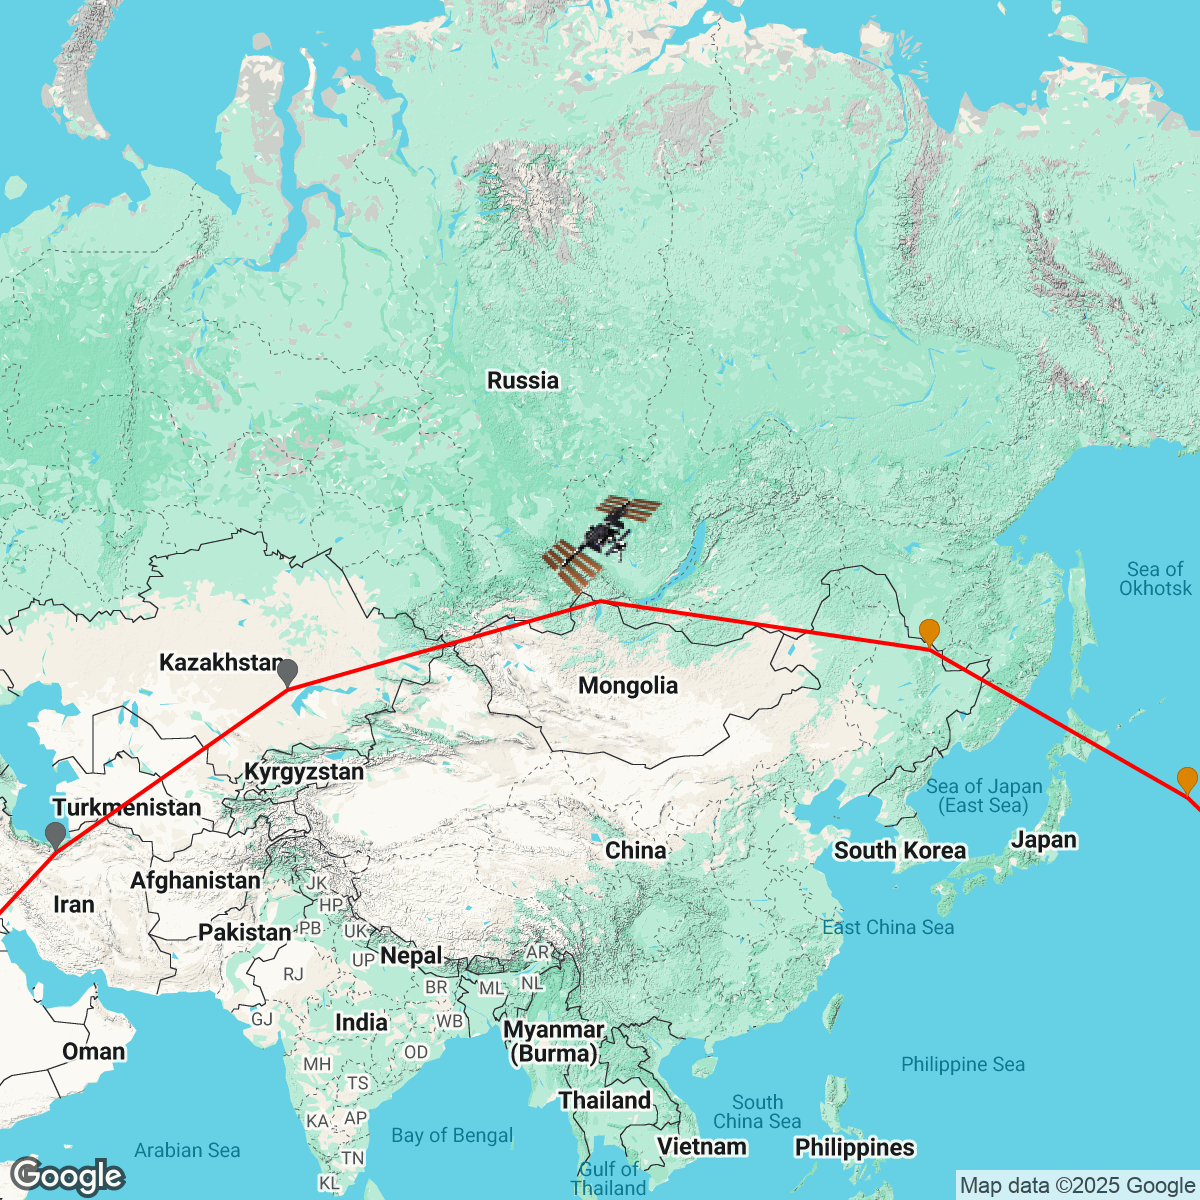 Russia
Sea of
Okhotsk
Kazakhstan
Mongolia
Kyrgyzstan
Turkmenistan
Sea of Japan
(East Sea)
China
South Korea
Japan
Afghanistan
JK
Iran
HP
Pakistan
PB
UK
East China Sea
Nepal
UP
AR
RJ
BR
ML
NL
GJ
India
WB
Myanmar
(Burma)
Oman
OD
MH
Philippine Sea
TS
Thailand
South
China Sea
KA
AP
Bay of Bengal
Arabian Sea
Vietnam
Philippines
TN
Gulf of
Thailand
KL
Google
Map data ©2025 Google